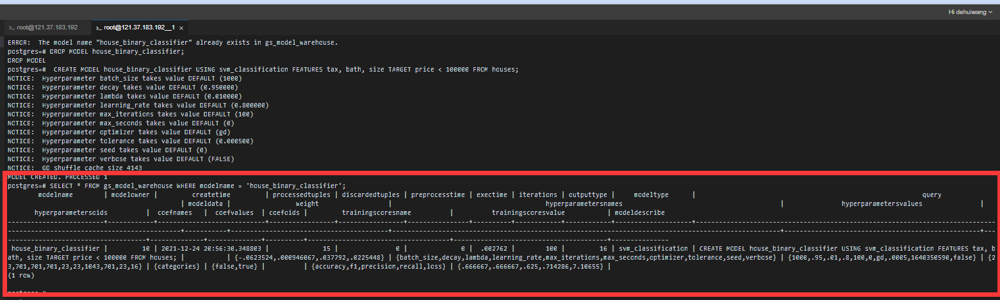 Hi dehuiwang
>_ root@121.37.183.192
>_ root@121.37.183.192__1 ×
ERROR:  The model name "house_binary_classifier" already exists in gs_model_warehouse.
postgres=# DROP MODEL house_binary_classifier;
DROP MODEL
postgres=#  CREATE MODEL house_binary_classifier USING svm_classification FEATURES tax, bath, size TARGET price < 100000 FROM houses;
NOTICE:  Hyperparameter batch_size takes value DEFAULT (1000)
NOTICE:  Hyperparameter decay takes value DEFAULT (0.950000)
NOTICE:  Hyperparameter lambda takes value DEFAULT (0.010000)
NOTICE:  Hyperparameter learning_rate takes value DEFAULT (0.800000)
NOTICE:  Hyperparameter max_iterations takes value DEFAULT (100)
NOTICE:  Hyperparameter max_seconds takes value DEFAULT (0)
NOTICE:  Hyperparameter optimizer takes value DEFAULT (gd)
NOTICE:  Hyperparameter tolerance takes value DEFAULT (0.000500)
NOTICE:  Hyperparameter seed takes value DEFAULT (0)
NOTICE:  Hyperparameter verbose takes value DEFAULT (FALSE)
NOTICE:  GD shuffle cache size 4143
MODEL CREATED. PROCESSED 1
postgres=# SELECT * FROM gs_model_warehouse WHERE modelname = 'house_binary_classifier';
modelname | modelowner | createtime | processedtuples | discardedtuples | preprocesstime | exectime | iterations | outputtype | modeltype | query
| modeldata | weight | hyperparametersnames | hyperparametersvalues |
hyperparametersoids | coefnames | coefvalues | coefoids | trainingscoresname | trainingscoresvalue | modeldescribe
house_binary_classifier | 10 | 2021-12-24 20:56:30.348803 | 15 | 0 | 0 | .002762 | 100 | 16 | svm_classification | CREATE MODEL house_binary_classifier USING svm_classification FEATURES tax, b
ath, size TARGET price < 100000 FROM houses; | | {-.0623524,.000946067,.037792,.0225448} | {batch_size,decay,lambda,learning_rate,max_iterations,max_seconds,optimizer,tolerance,seed,verbose} | {1000,.95,.01,.8,100,0,gd,.0005,1640350590,false} | {2
3,701,701,701,23,23,1043,701,23,16} | {categories} | {false,true} | | {accuracy,f1,precision,recall,loss} | {.666667,.666667,.625,.714286,7.10655} |
(1 row)
postgres=#